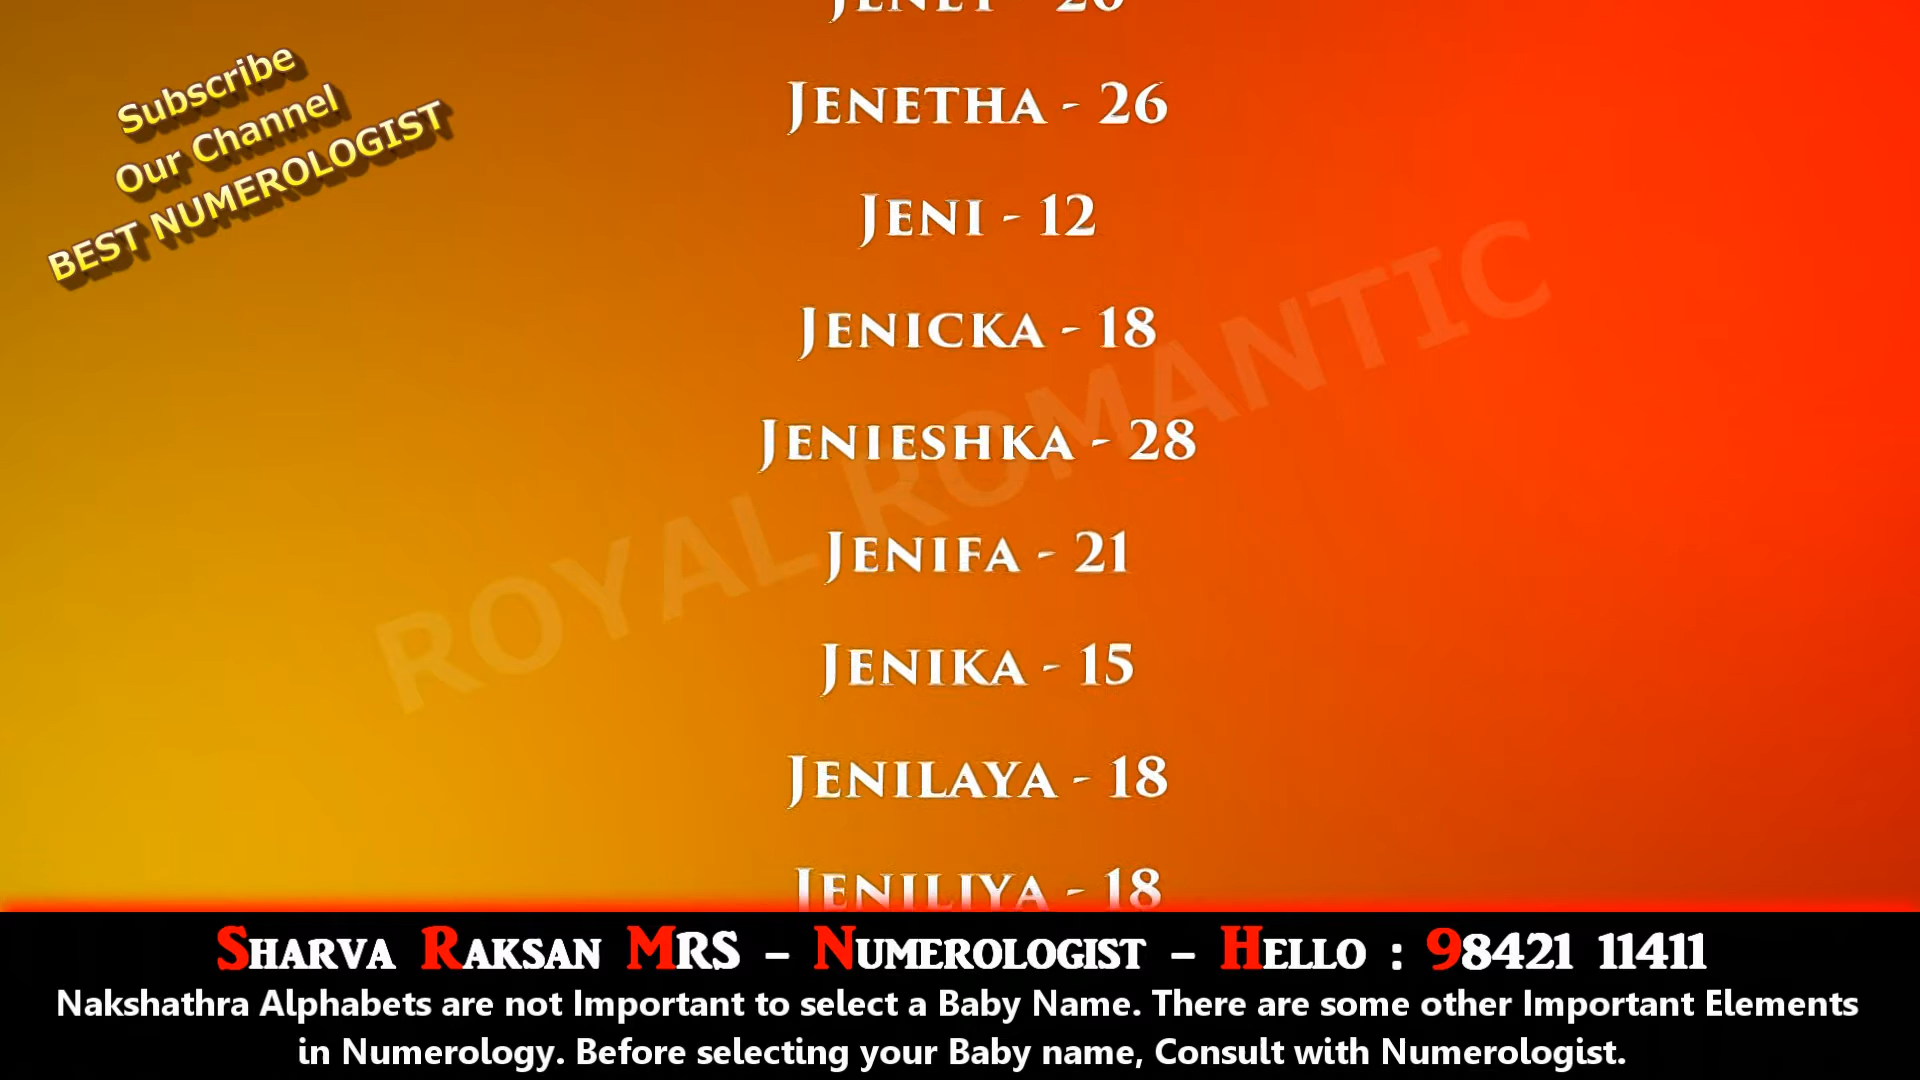 Subscribe
Our Channel
BEST NUMEROLOGIST
JENET - 20
JENETHA - 26
JENI - 12
JENICKA - 18
JENIESHKA - 28
JENIFA - 21
JENIKA - 15
JENILAYA - 18
JENILIYA - 18
ROYAL ROMANTIC
SHARVA RAKSAN MRS – NUMEROLOGIST – HELLO : 98421 11411
Nakshathra Alphabets are not Important to select a Baby Name. There are some other Important Elements
in Numerology. Before selecting your Baby name, Consult with Numerologist.